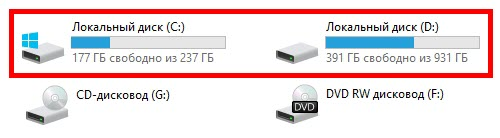 Локальный диск (C:)
177 ГБ свободно из 237 ГБ
Локальный диск (D:)
391 ГБ свободно из 931 ГБ
CD-дисковод (G:)
DVD RW дисковод (F:)
DVD